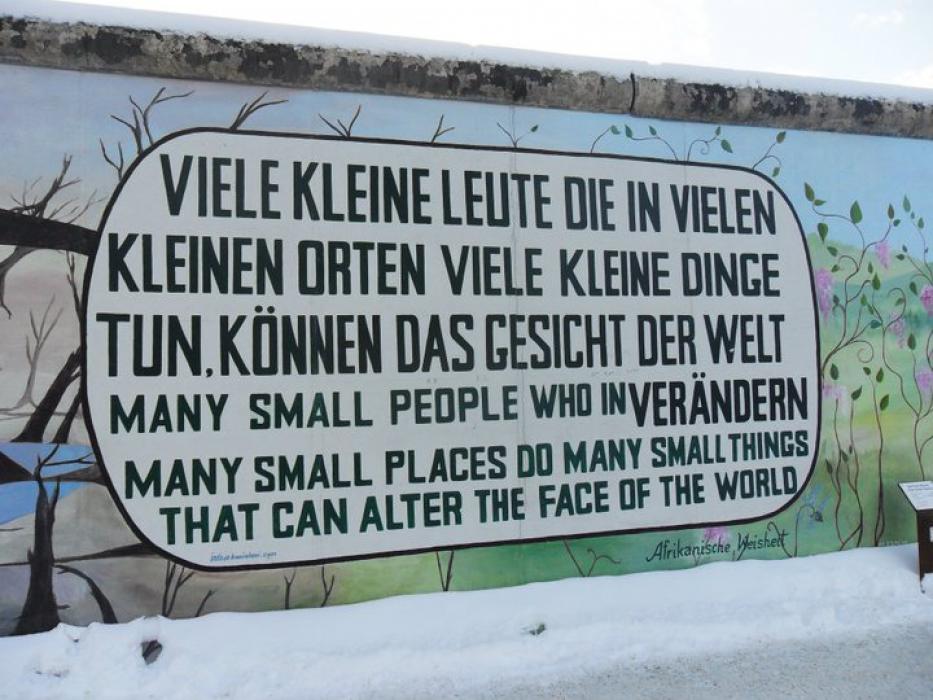 VIELE KLEINE LEUTE DIE IN VIELEN
KLEINEN ORTEN VIELE KLEINE DINGE
TUN, KÖNNEN DAS GESICHT DER WELT
VERÄNDERN
MANY SMALL PEOPLE WHO IN
MANY SMALL PLACES DO MANY SMALL THINGS
THAT CAN ALTER THE FACE OF THE WORLD
Afrikanische Weisheit